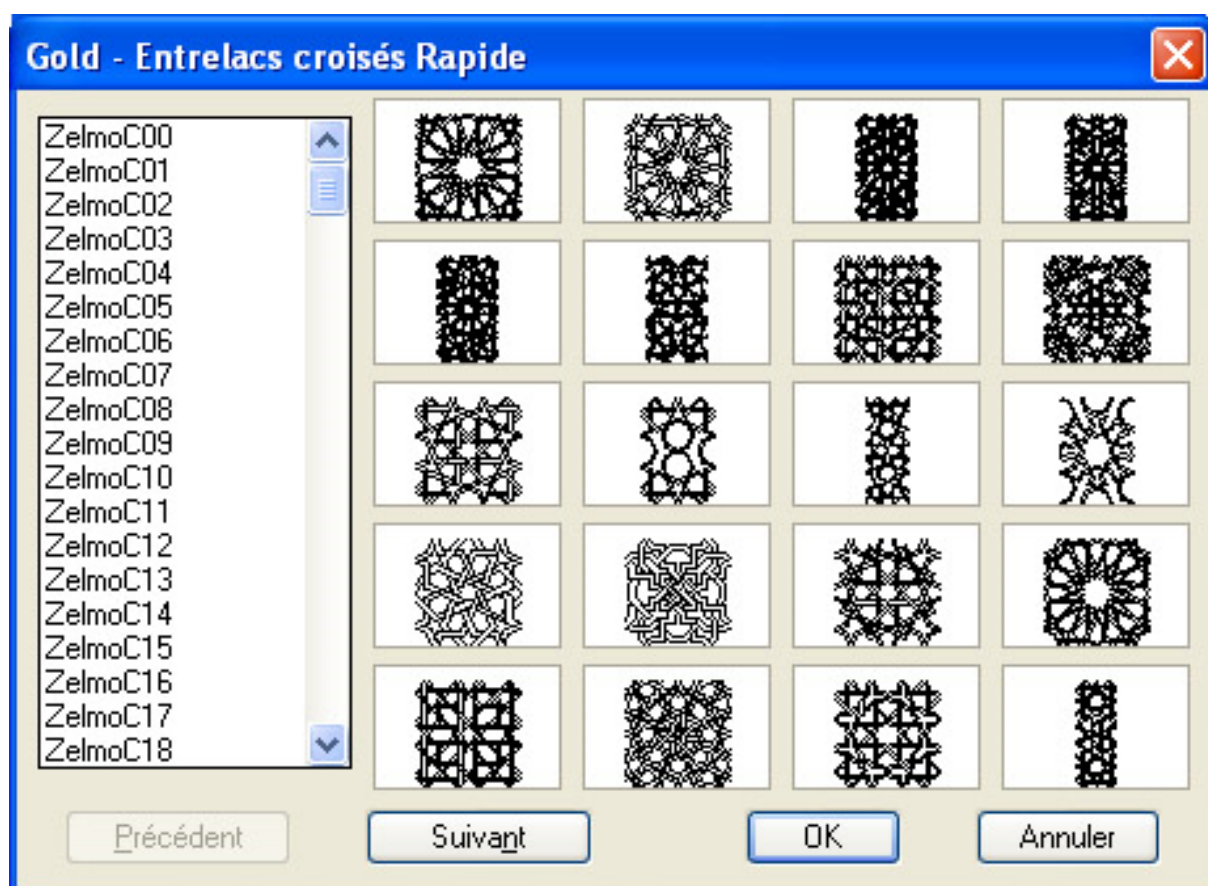 Gold - Entrelacs croisés Rapide
ZelmoC00
ZelmoC01
ZelmoC02
ZelmoC03
ZelmoC04
ZelmoC05
ZelmoC06
ZelmoC07
ZelmoC08
ZelmoC09
ZelmoC10
ZelmoC11
ZelmoC12
ZelmoC13
ZelmoC14
ZelmoC15
ZelmoC16
ZelmoC17
ZelmoC18
Précédent
Suivant
OK
Annuler